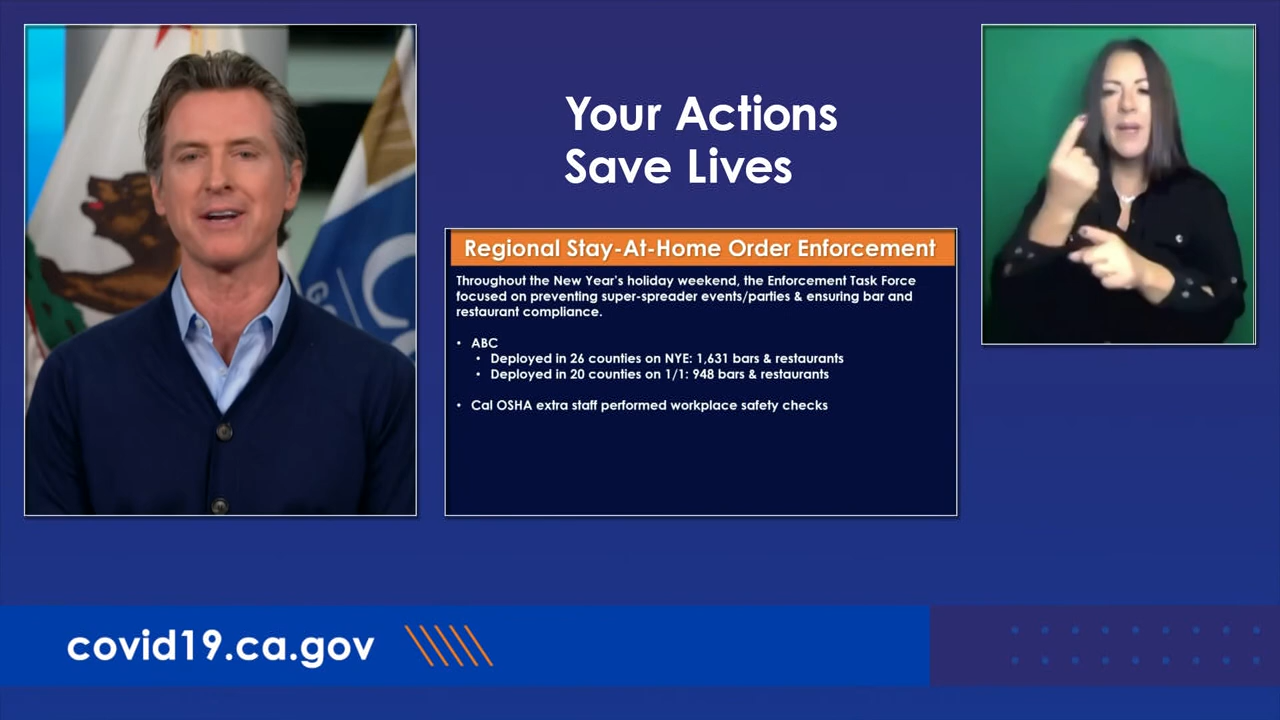 Your Actions
Save Lives
Regional Stay-At-Home Order Enforcement
Throughout the New Year's holiday weekend, the Enforcement Task Force
focused on preventing super-spreader events/parties & ensuring bar and
restaurant compliance.
• ABC
• Deployed in 26 counties on NYE: 1,631 bars & restaurants
• Deployed in 20 counties on 1/1: 948 bars & restaurants
• Cal OSHA extra staff performed workplace safety checks
covid19.ca.gov